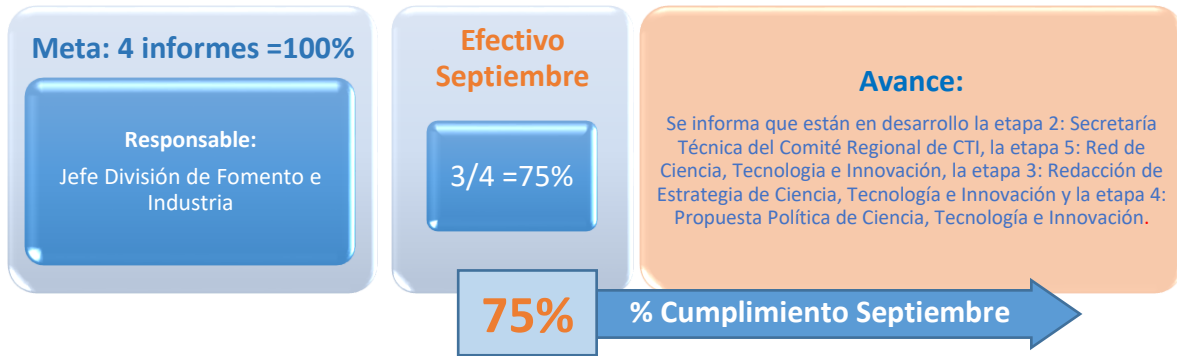 Meta: 4 informes =100%
Responsable:
Jefe División de Fomento e
Industria
Efectivo
Septiembre
3/4 =75%
Avance:
Se informa que están en desarrollo la etapa 2: Secretaría
Técnica del Comité Regional de CTI, la etapa 5: Red de
Ciencia, Tecnologia e Innovación, la etapa 3: Redacción de
Estrategia de Ciencia, Tecnología e Innovación y la etapa 4:
Propuesta Política de Ciencia, Tecnología e Innovación.
75%
% Cumplimiento Septiembre